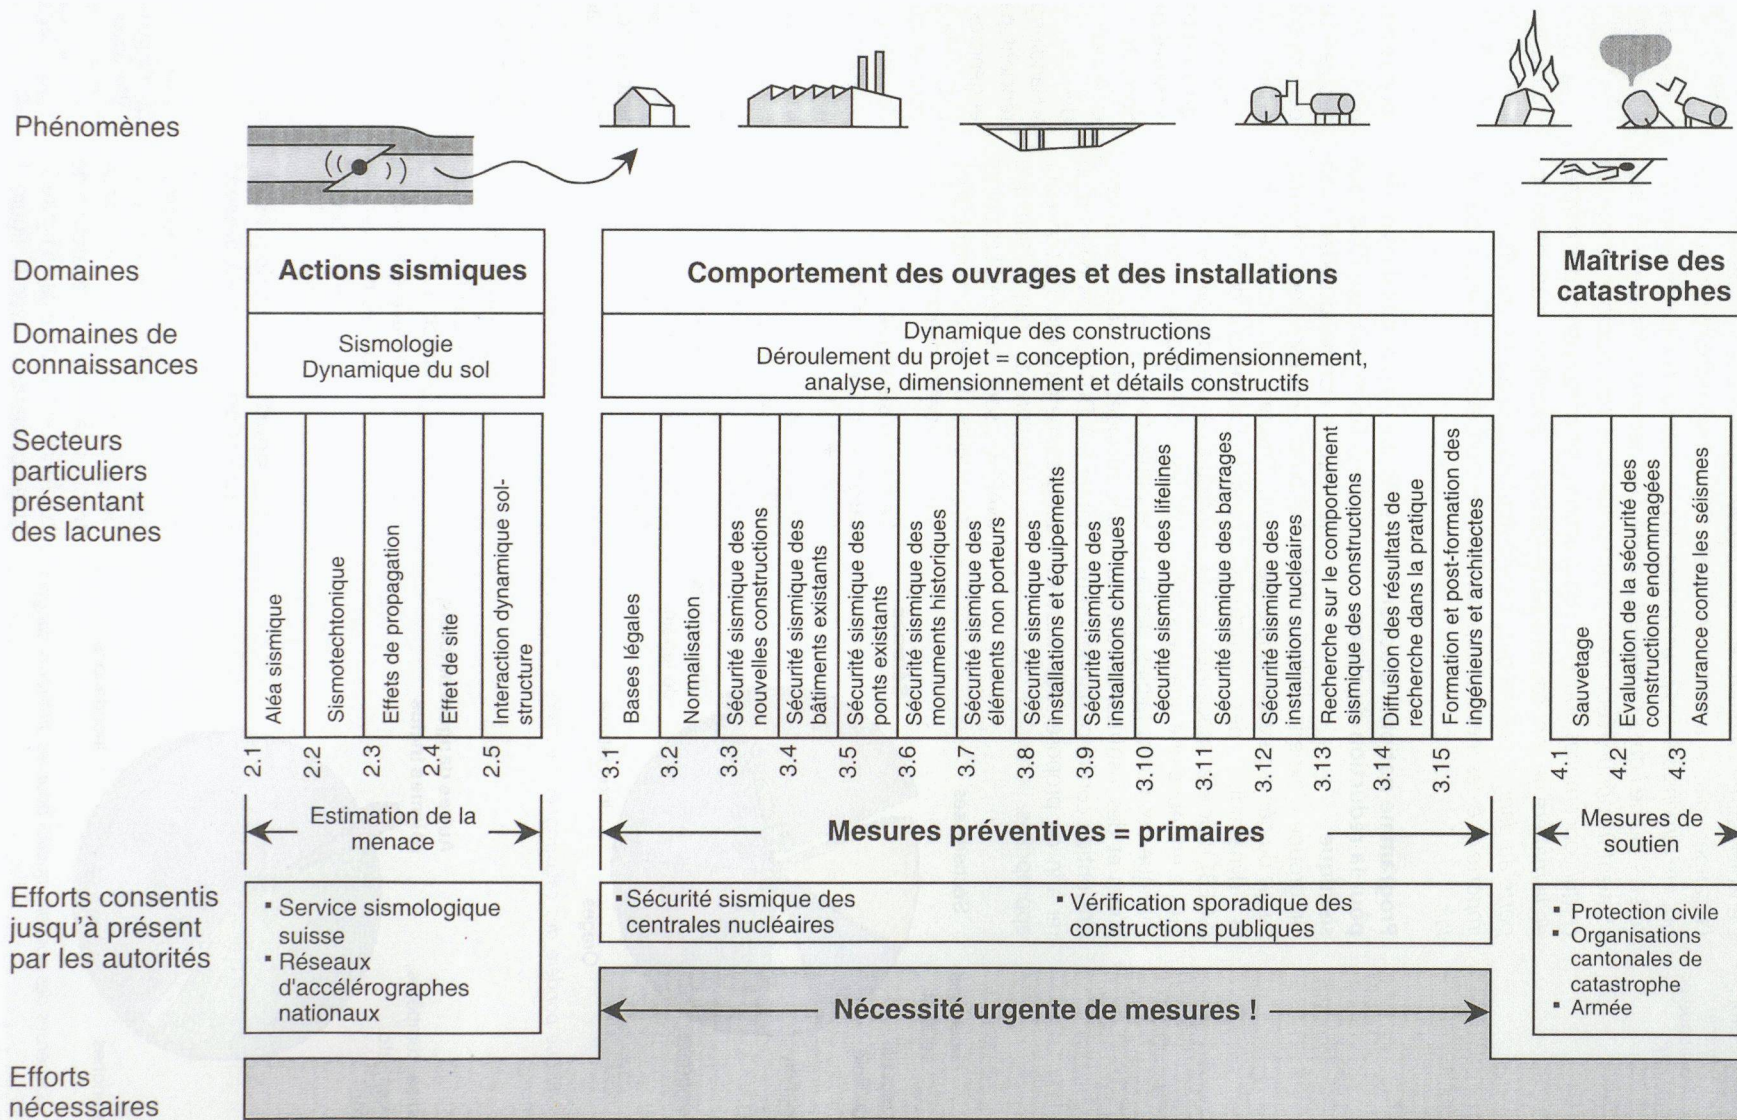 Phénomènes
Domaines
Actions sismiques
Comportement des ouvrages et des installations
Maîtrise des
catastrophes
Domaines de
connaissances
Sismologie
Dynamique du sol
Dynamique des constructions
Déroulement du projet = conception, prédimensionnement,
analyse, dimensionnement et détails constructifs
Secteurs
particuliers
présentant
des lacunes
Aléa sismique
Sismotechtonique
Effets de propagation
Effet de site
Interaction dynamique sol-
structure
Bases légales
Normalisation
Sécurité sismique des
nouvelles constructions
Sécurité sismique des
bâtiments existants
Sécurité sismique des
ponts existants
Sécurité sismique des
monuments historiques
Sécurité sismique des
éléments non porteurs
Sécurité sismique des
installations et équipements
Sécurité sismique des
installations chimiques
Sécurité sismique des lifelines
Sécurité sismique des barrages
Sécurité sismique des
installations nucléaires
Recherche sur le comportement
sismique des constructions
Diffusion des résultats de
recherche dans la pratique
Formation et post-formation des
ingénieurs et architectes
Sauvetage
Evaluation de la sécurité des
constructions endommagées
Assurance contre les séismes
2.1
2.2
2.3
2.4
2.5
3.1
3.2
3.3
3.4
3.5
3.6
3.7
3.8
3.9
3.10
3.11
3.12
3.13
3.14
3.15
4.1
4.2
4.3
Estimation de la
menace
Mesures préventives = primaires
Mesures de
soutien
Efforts consentis
jusqu'à présent
par les autorités
▪ Service sismologique
suisse
▪ Réseaux
d'accélérographes
nationaux
▪ Sécurité sismique des
centrales nucléaires
▪ Vérification sporadique des
constructions publiques
▪ Protection civile
▪ Organisations
cantonales de
catastrophe
▪ Armée
Nécessité urgente de mesures !
Efforts
nécessaires